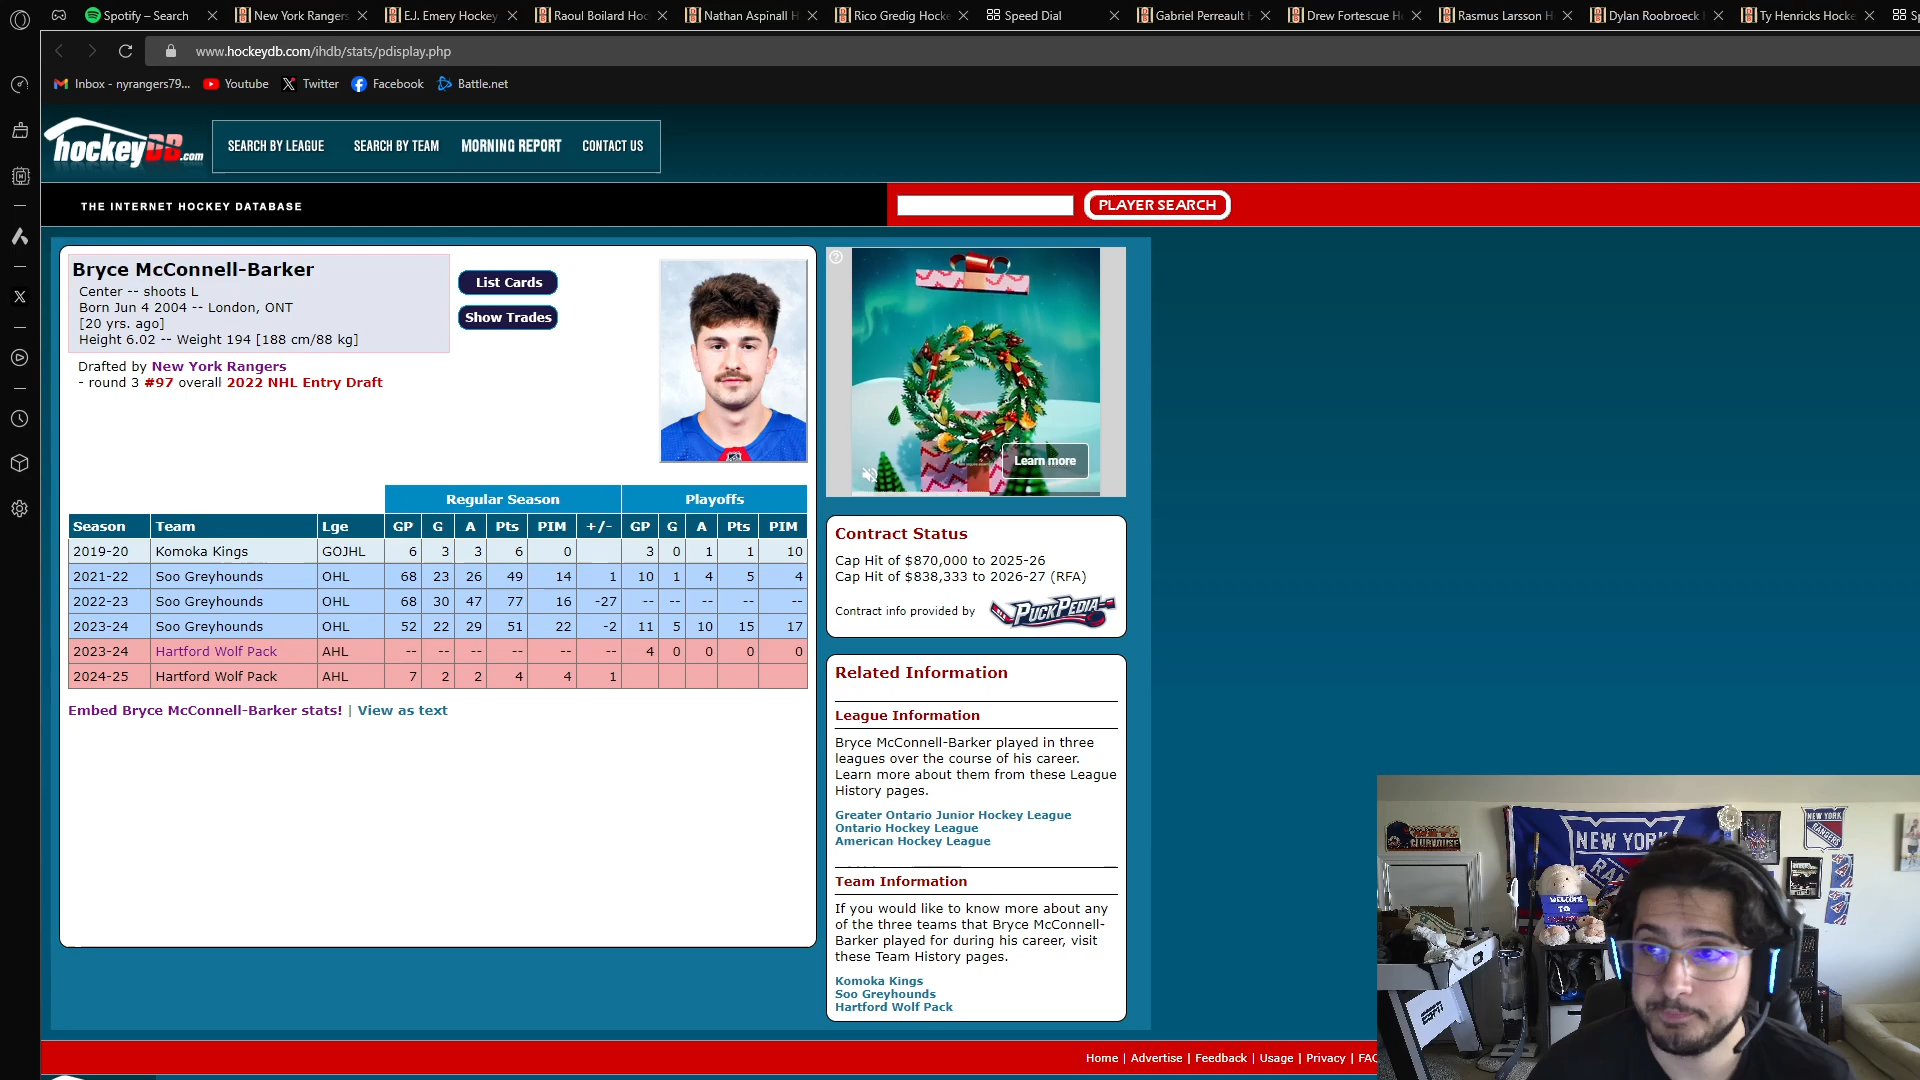 Spotify – Search
New York Rangers
E.J. Emery Hockey
Raoul Boilard Hoc
Nathan Aspinall H
Rico Gredig Hocke
Speed Dial
Gabriel Perreault H
Drew Fortescue H
Rasmus Larsson H
Dylan Roobroeck
Ty Henricks Hocke
Sp
www.hockeydb.com/ihdb/stats/pdisplay.php
Inbox - nyrangers79... Youtube Twitter Facebook Battle.net
hockeyDB.com
SEARCH BY LEAGUE SEARCH BY TEAM MORNING REPORT CONTACT US
THE INTERNET HOCKEY DATABASE
PLAYER SEARCH
Bryce McConnell-Barker
Center -- shoots L
Born Jun 4 2004 -- London, ONT
[20 yrs. ago]
Height 6.02 -- Weight 194 [188 cm/88 kg]
Drafted by New York Rangers
- round 3 #97 overall 2022 NHL Entry Draft
List Cards
Show Trades
Regular Season Playoffs
Season Team Lge GP G A Pts PIM +/- GP G A Pts PIM
2019-20 Komoka Kings GOJHL 6 3 3 6 0 3 0 1 1 10
2021-22 Soo Greyhounds OHL 68 23 26 49 14 1 10 1 4 5 4
2022-23 Soo Greyhounds OHL 68 30 47 77 16 -27 -- -- -- -- --
2023-24 Soo Greyhounds OHL 52 22 29 51 22 -2 11 5 10 15 17
2023-24 Hartford Wolf Pack AHL -- -- -- -- -- -- 4 0 0 0 0
2024-25 Hartford Wolf Pack AHL 7 2 2 4 4 1
Embed Bryce McConnell-Barker stats! | View as text
Learn more
Contract Status
Cap Hit of $870,000 to 2025-26
Cap Hit of $838,333 to 2026-27 (RFA)
Contract info provided by PUCKPEDIA
Related Information
League Information
Bryce McConnell-Barker played in three
leagues over the course of his career.
Learn more about them from these League
History pages.
Greater Ontario Junior Hockey League
Ontario Hockey League
American Hockey League
Team Information
If you would like to know more about any
of the three teams that Bryce McConnell-
Barker played for during his career, visit
these Team History pages.
Komoka Kings
Soo Greyhounds
Hartford Wolf Pack
Home | Advertise | Feedback | Usage | Privacy | FAQ
NEW YORK
CLUBHOUSE
WELCOME
TO
ESPN